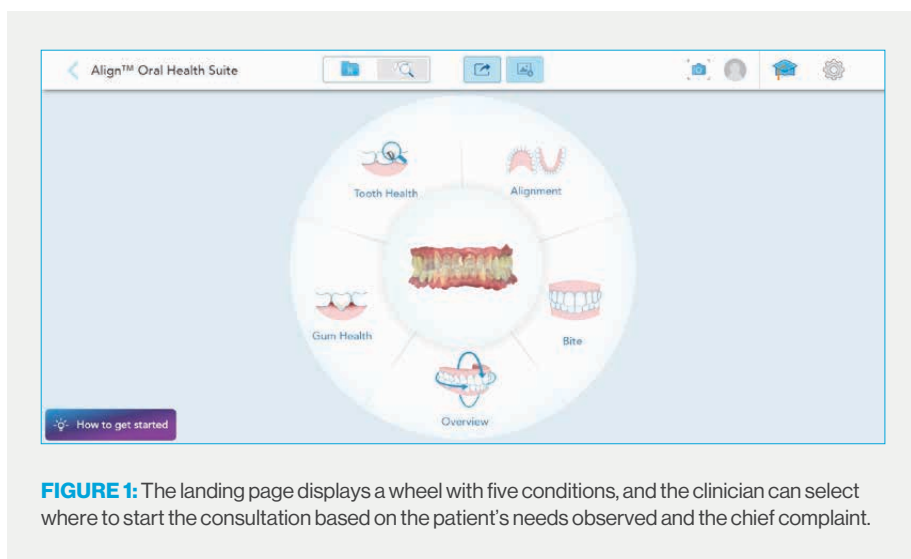 Align™ Oral Health Suite
Tooth Health
Alignment
Gum Health
Bite
Overview
How to get started
FIGURE 1: The landing page displays a wheel with five conditions, and the clinician can select
where to start the consultation based on the patient's needs observed and the chief complaint.